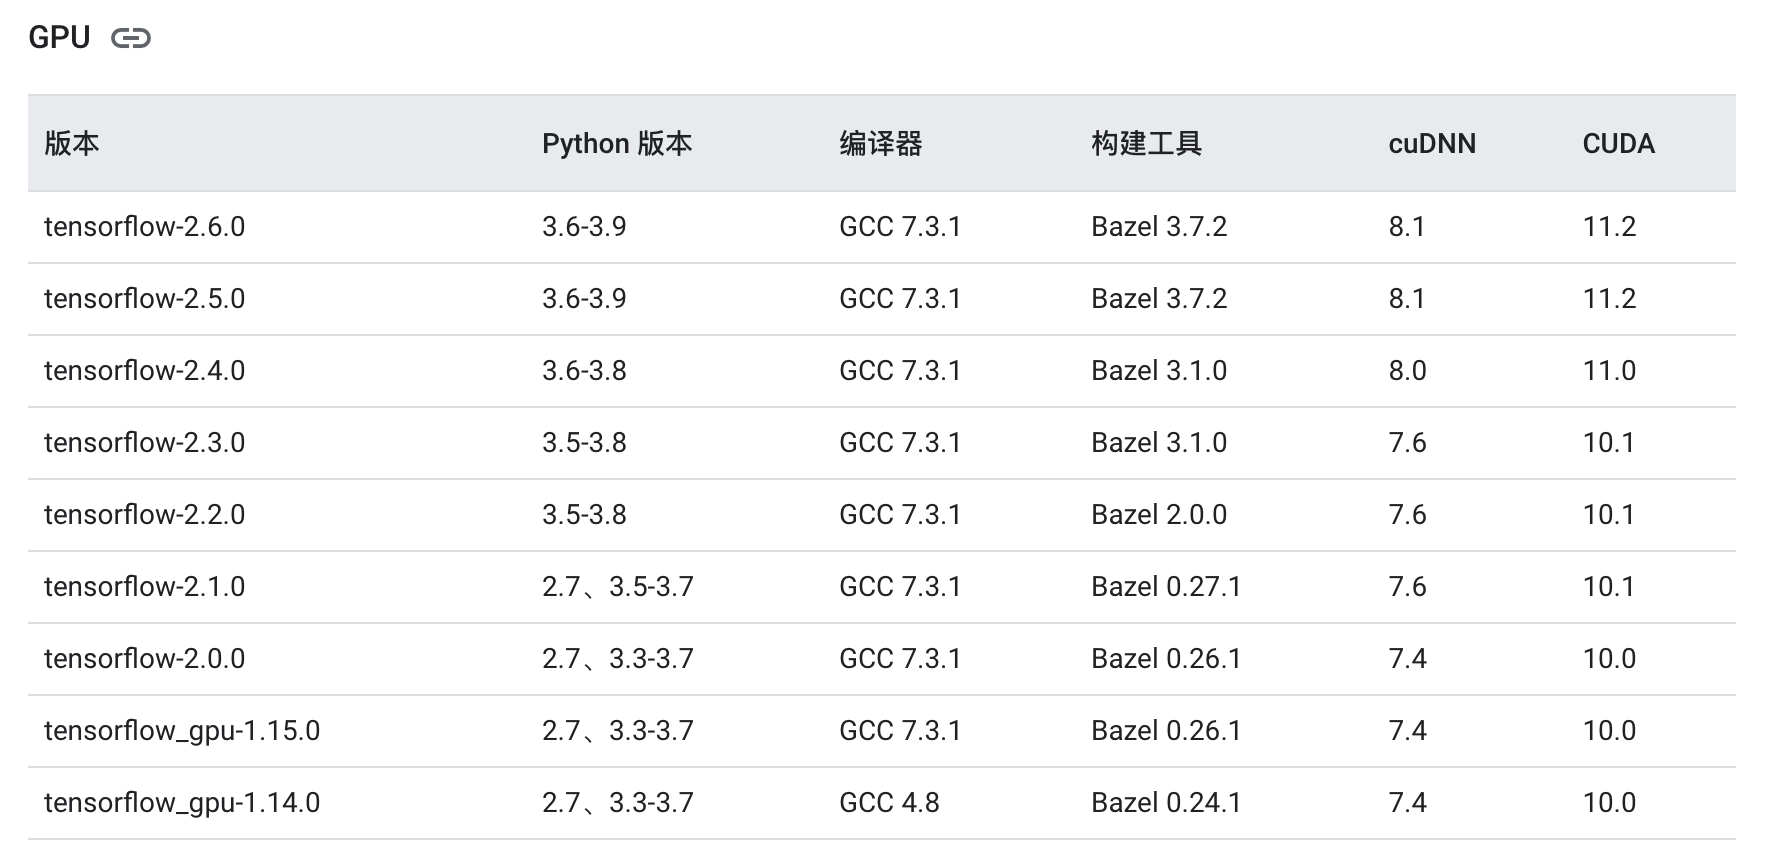 GPU
版本 Python 版本 编译器 构建工具 cuDNN CUDA
tensorflow-2.6.0 3.6-3.9 GCC 7.3.1 Bazel 3.7.2 8.1 11.2
tensorflow-2.5.0 3.6-3.9 GCC 7.3.1 Bazel 3.7.2 8.1 11.2
tensorflow-2.4.0 3.6-3.8 GCC 7.3.1 Bazel 3.1.0 8.0 11.0
tensorflow-2.3.0 3.5-3.8 GCC 7.3.1 Bazel 3.1.0 7.6 10.1
tensorflow-2.2.0 3.5-3.8 GCC 7.3.1 Bazel 2.0.0 7.6 10.1
tensorflow-2.1.0 2.7、3.5-3.7 GCC 7.3.1 Bazel 0.27.1 7.6 10.1
tensorflow-2.0.0 2.7、3.3-3.7 GCC 7.3.1 Bazel 0.26.1 7.4 10.0
tensorflow_gpu-1.15.0 2.7、3.3-3.7 GCC 7.3.1 Bazel 0.26.1 7.4 10.0
tensorflow_gpu-1.14.0 2.7、3.3-3.7 GCC 4.8 Bazel 0.24.1 7.4 10.0